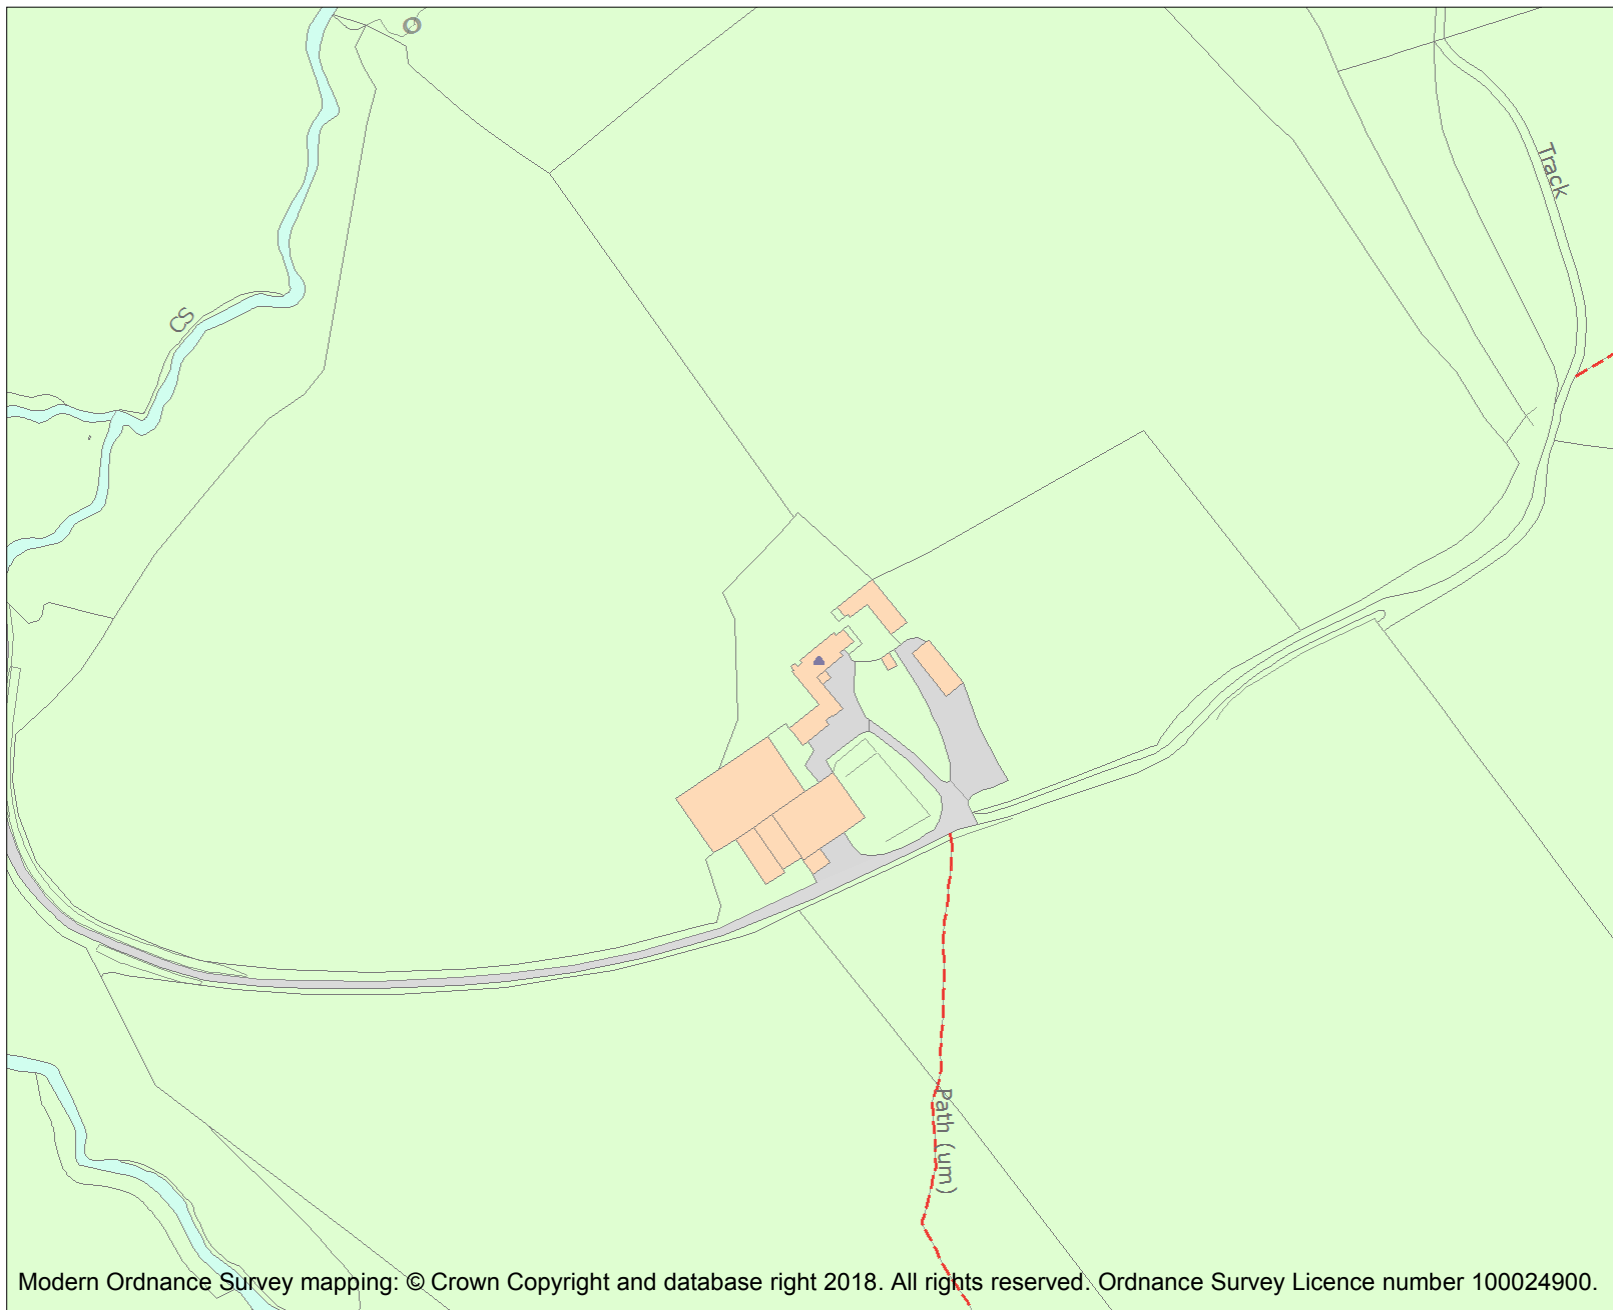 Track
CS
Path (um)
Modern Ordnance Survey mapping: © Crown Copyright and database right 2018. All rights reserved. Ordnance Survey Licence number 100024900.